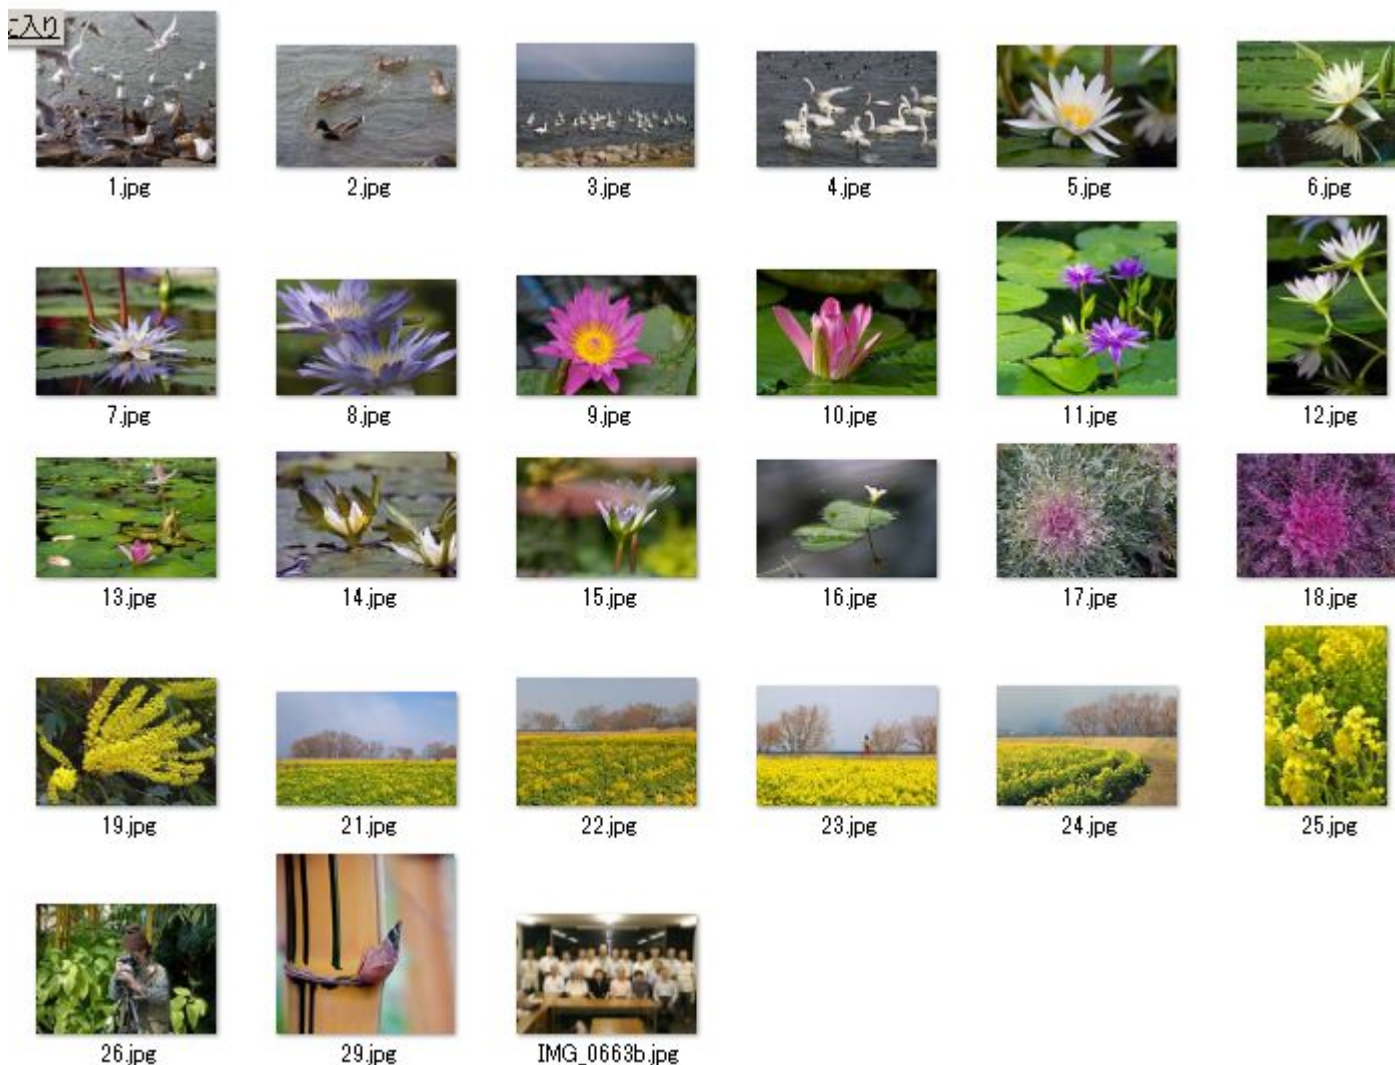 に入り
1.jpg 2.jpg 3.jpg 4.jpg 5.jpg 6.jpg
7.jpg 8.jpg 9.jpg 10.jpg 11.jpg 12.jpg
13.jpg 14.jpg 15.jpg 16.jpg 17.jpg 18.jpg
19.jpg 21.jpg 22.jpg 23.jpg 24.jpg 25.jpg
26.jpg 29.jpg IMG_0663b.jpg